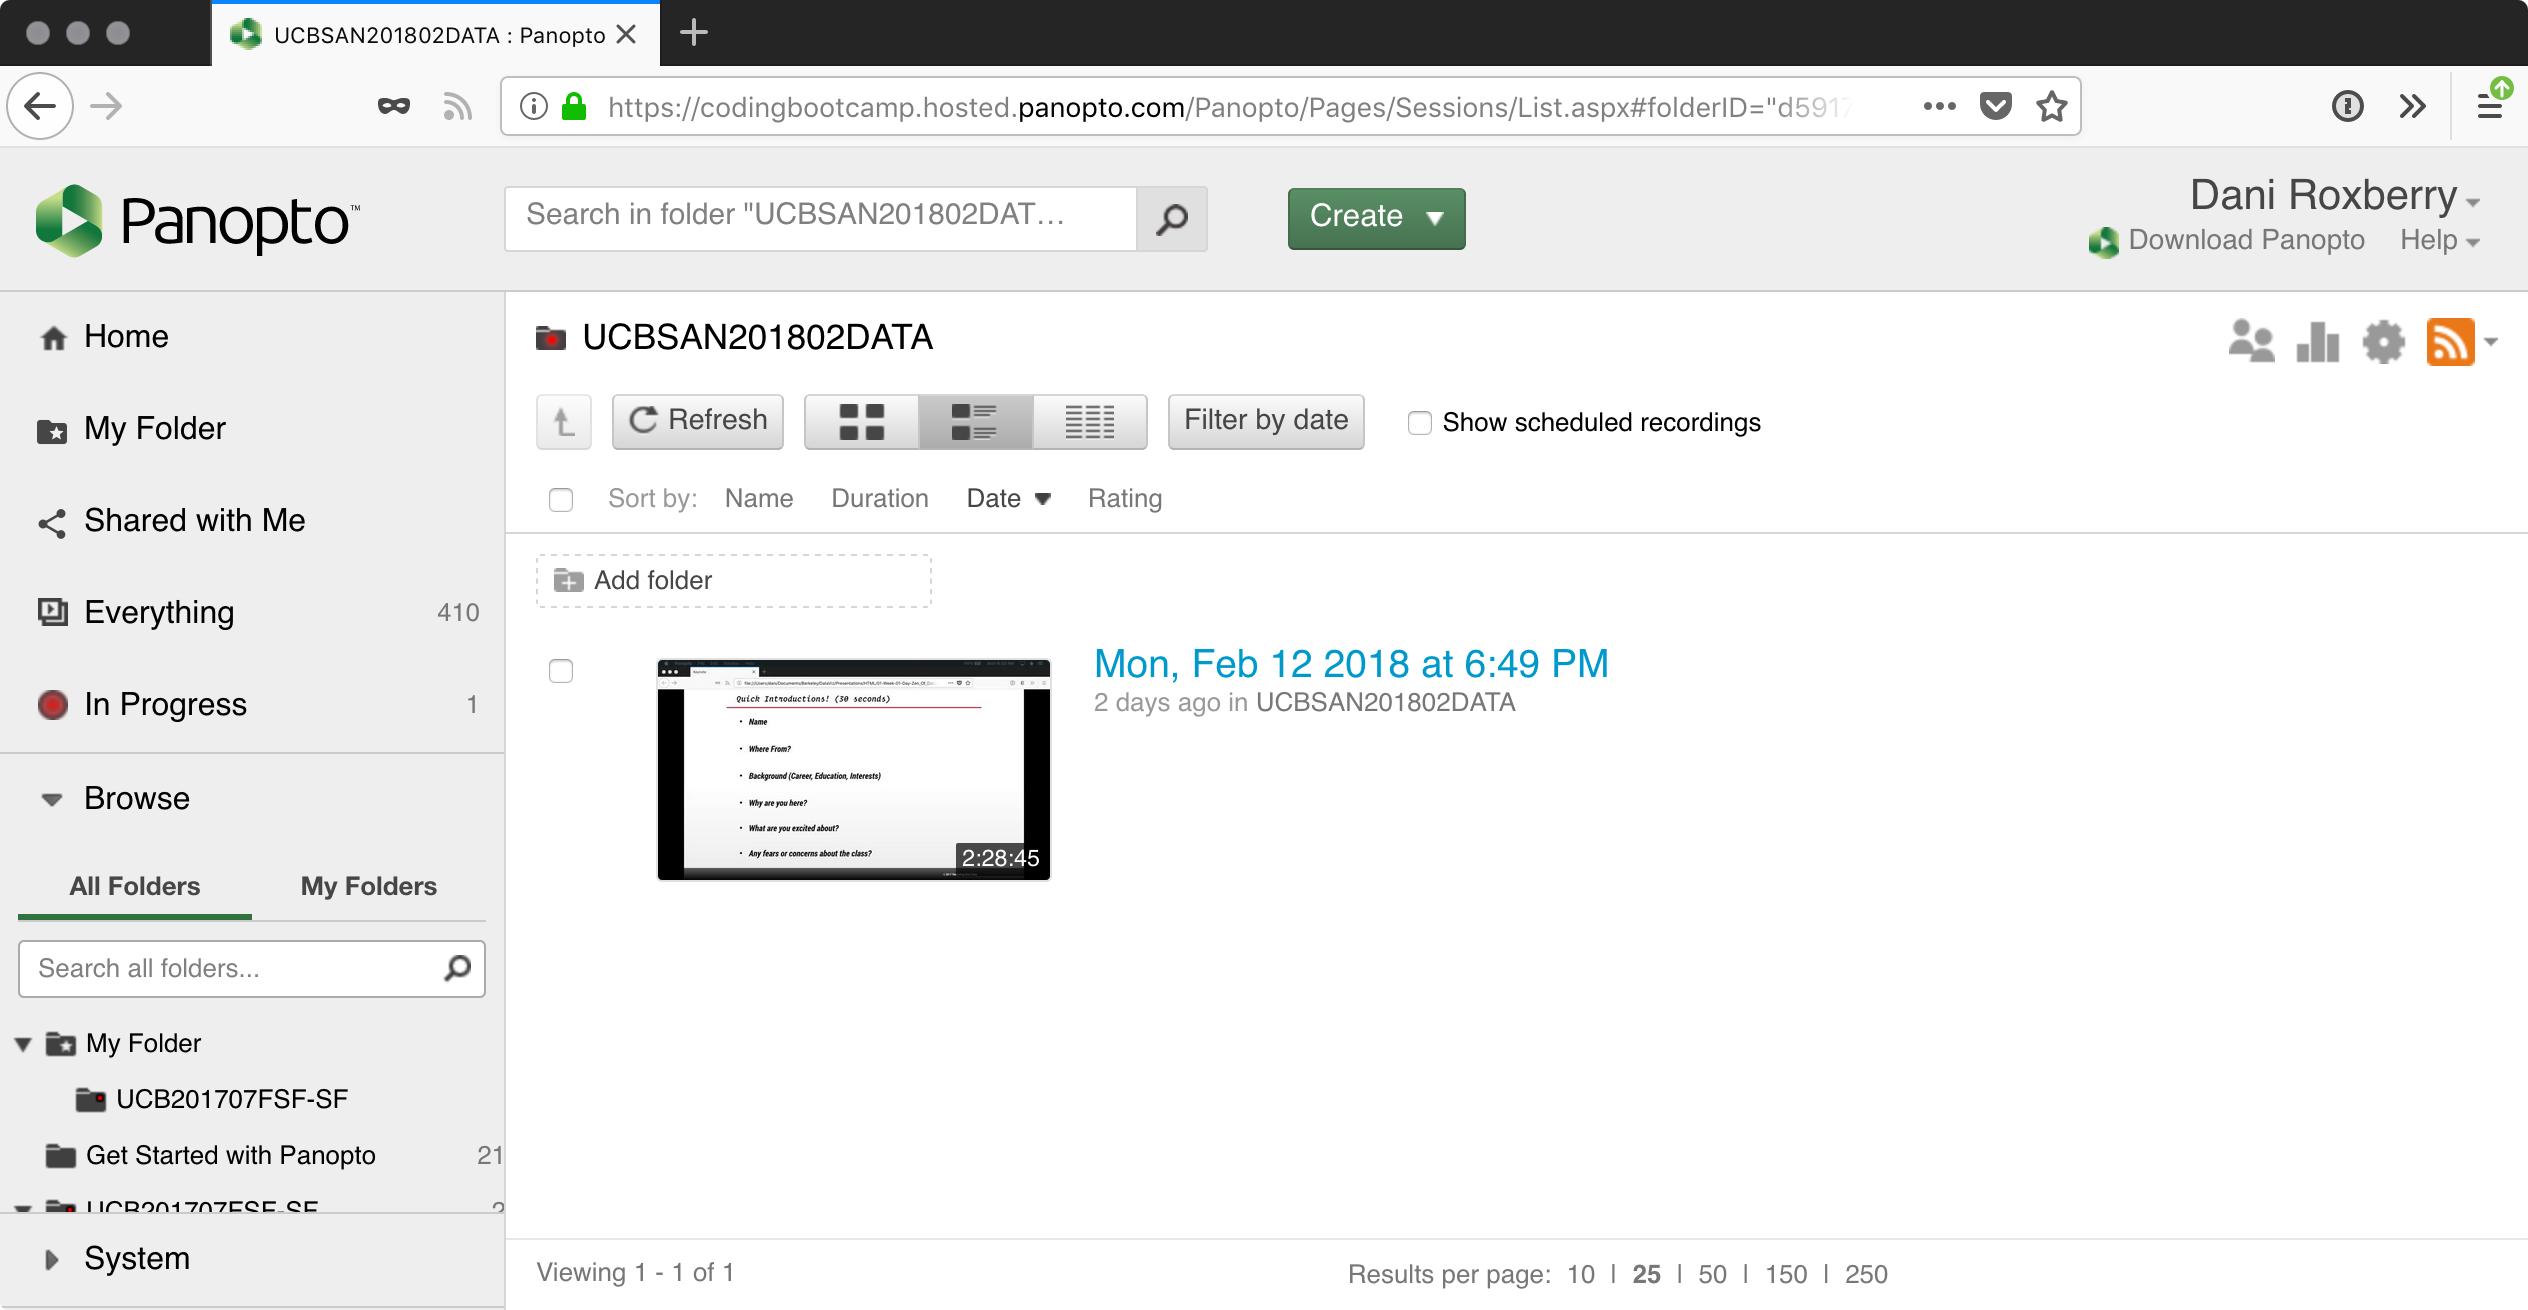 UCBSAN201802DATA : Panopto
https://codingbootcamp.hosted.panopto.com/Panopto/Pages/Sessions/List.aspx#folderID="d5917
Panopto™
Search in folder "UCBSAN201802DAT…
Create
Dani Roxberry
Download Panopto
Help
Home
My Folder
Shared with Me
Everything 410
In Progress 1
Browse
All Folders
My Folders
Search all folders...
My Folder
UCB201707FSF-SF
Get Started with Panopto 21
UCB201707FSF-SF 2
System
UCBSAN201802DATA
Refresh
Filter by date
Show scheduled recordings
Sort by: Name Duration Date Rating
Add folder
Quick Introductions! (30 seconds)
• Name
• Where From?
• Background (Career, Education, Interests)
• Why are you here?
• What are you excited about?
• Any fears or concerns about the class?
2:28:45
Mon, Feb 12 2018 at 6:49 PM
2 days ago in UCBSAN201802DATA
Viewing 1 - 1 of 1
Results per page: 10 | 25 | 50 | 150 | 250